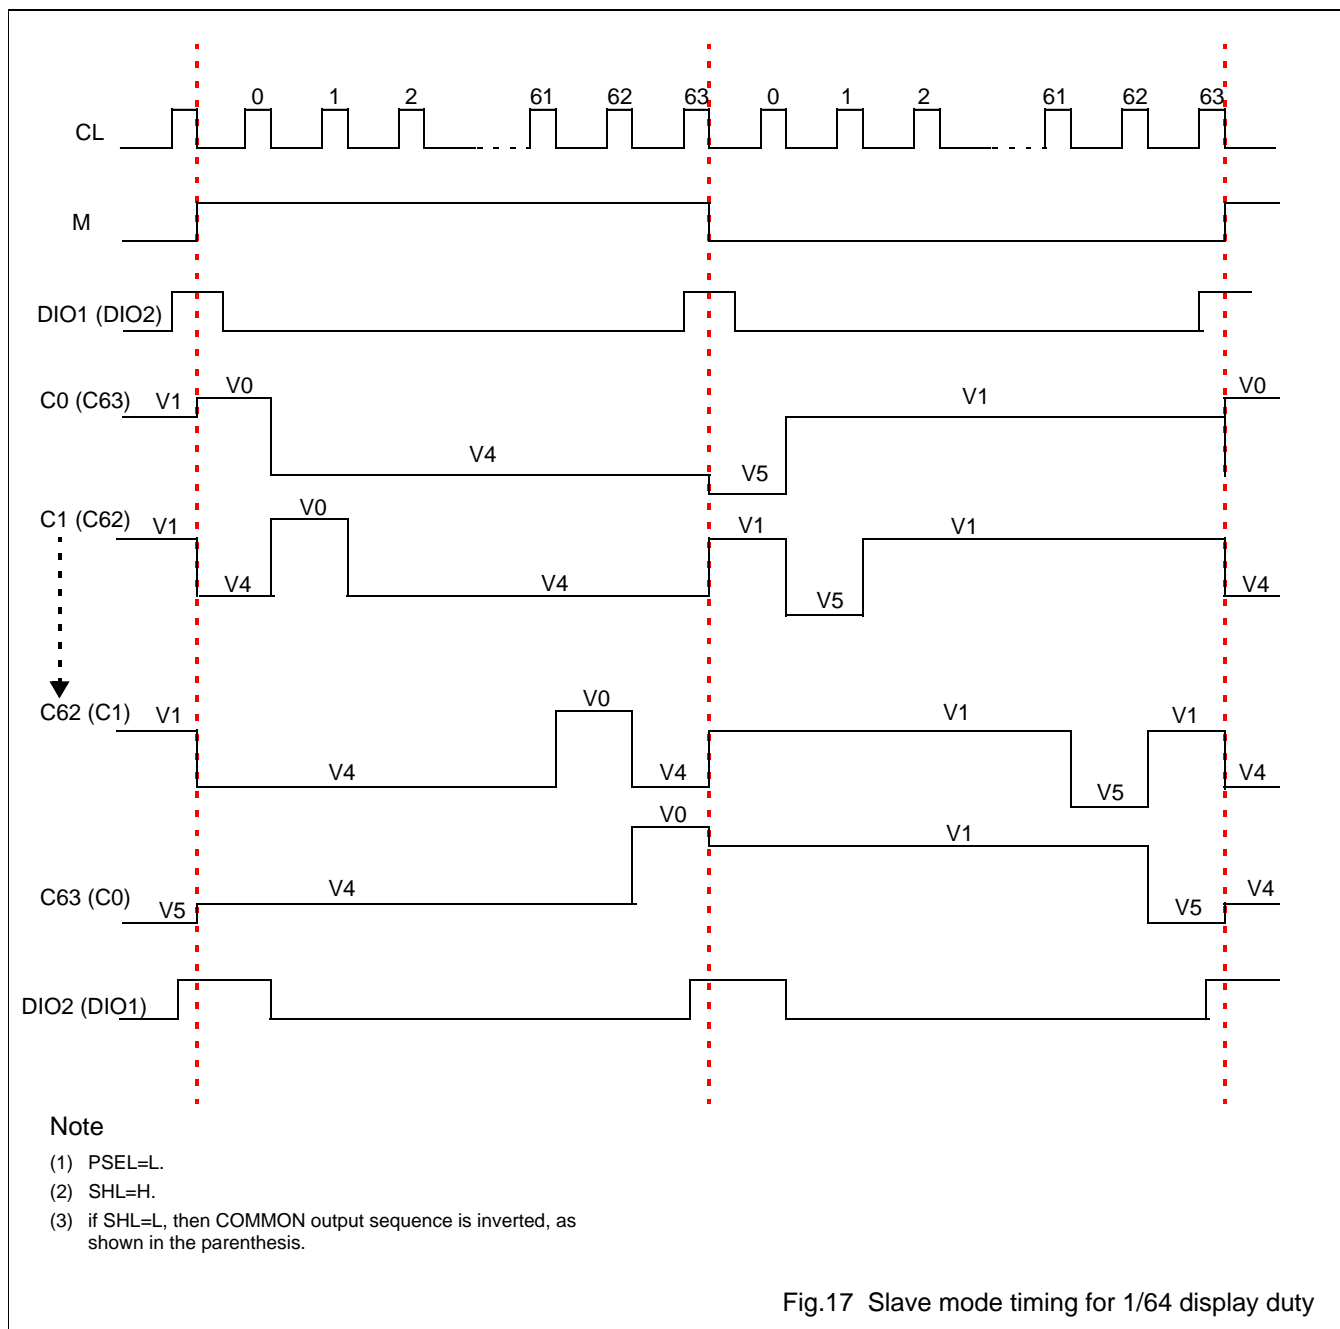 0 1 2 61 62 63 0 1 2 61 62 63
CL
M
DIO1 (DIO2)
V0 V1 V0
C0 (C63) V1
V4 V5
C1 (C62) V1 V0 V1 V1
V4 V4 V5 V4
C62 (C1) V1 V0 V1 V1
V4 V4 V5 V4
V0 V1
C63 (C0) V4 V4
V5 V5
DIO2 (DIO1)
Note
(1) PSEL=L.
(2) SHL=H.
(3) if SHL=L, then COMMON output sequence is inverted, as
shown in the parenthesis.
Fig.17 Slave mode timing for 1/64 display duty